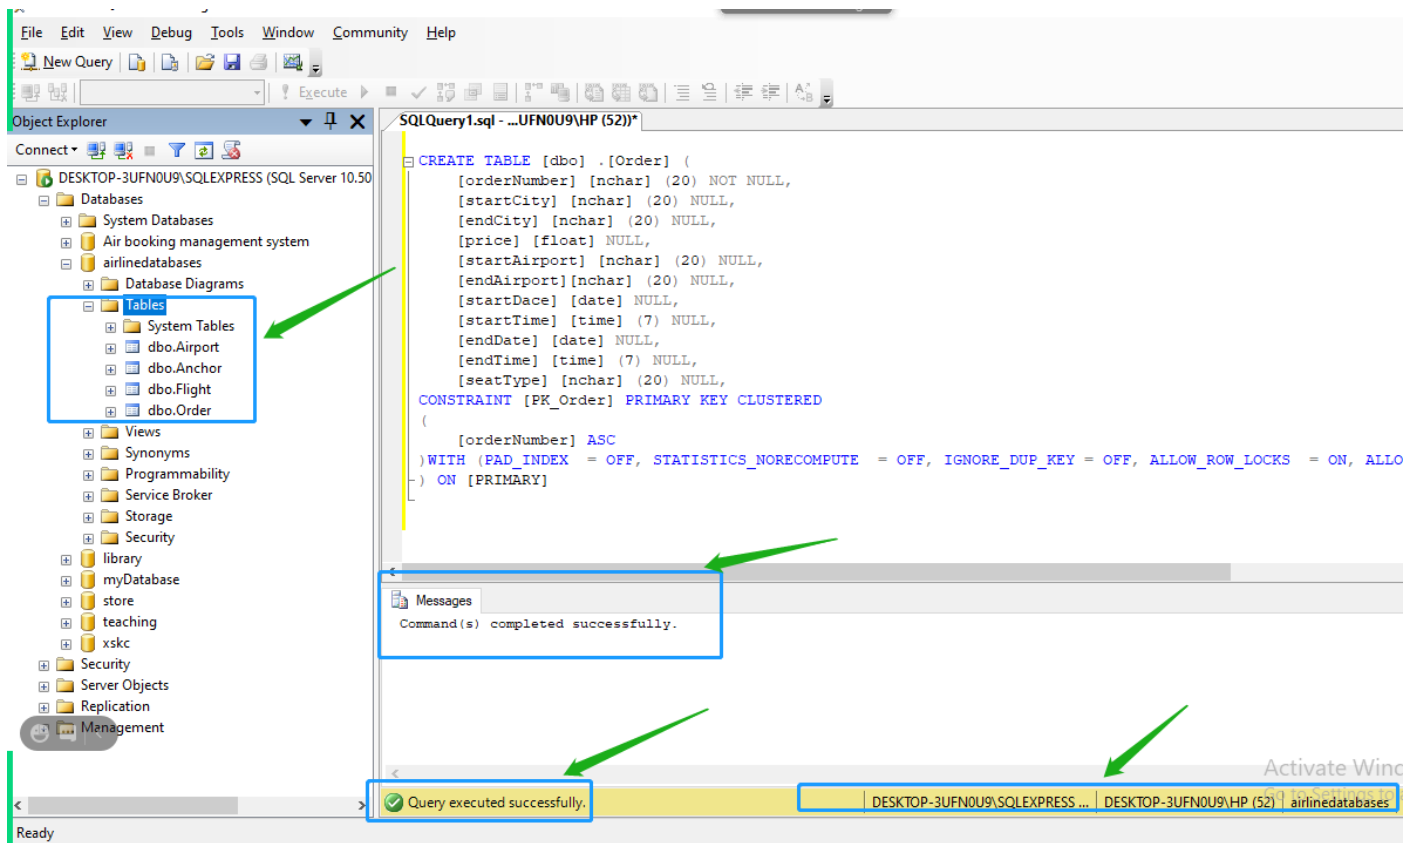 File Edit View Debug Tools Window Community Help
New Query
Execute
Object Explorer
SQLQuery1.sql - ...UFN0U9\HP (52))*
Connect
DESKTOP-3UFN0U9\SQLEXPRESS (SQL Server 10.50
Databases
System Databases
Air booking management system
airlinedatabases
Database Diagrams
Tables
System Tables
dbo.Airport
dbo.Anchor
dbo.Flight
dbo.Order
Views
Synonyms
Programmability
Service Broker
Storage
Security
library
myDatabase
store
teaching
xskc
Security
Server Objects
Replication
Management
CREATE TABLE [dbo] .[Order] (
[orderNumber] [nchar] (20) NOT NULL,
[startCity] [nchar] (20) NULL,
[endCity] [nchar] (20) NULL,
[price] [float] NULL,
[startAirport] [nchar] (20) NULL,
[endAirport][nchar] (20) NULL,
[startDace] [date] NULL,
[startTime] [time] (7) NULL,
[endDate] [date] NULL,
[endTime] [time] (7) NULL,
[seatType] [nchar] (20) NULL,
CONSTRAINT [PK_Order] PRIMARY KEY CLUSTERED
(
[orderNumber] ASC
)WITH (PAD_INDEX = OFF, STATISTICS_NORECOMPUTE = OFF, IGNORE_DUP_KEY = OFF, ALLOW_ROW_LOCKS = ON, ALLO
) ON [PRIMARY]
Messages
Command(s) completed successfully.
Activate Winc
Go to Settings to a
Query executed successfully.
DESKTOP-3UFN0U9\SQLEXPRESS ... DESKTOP-3UFN0U9\HP (52) airlinedatabases
Ready